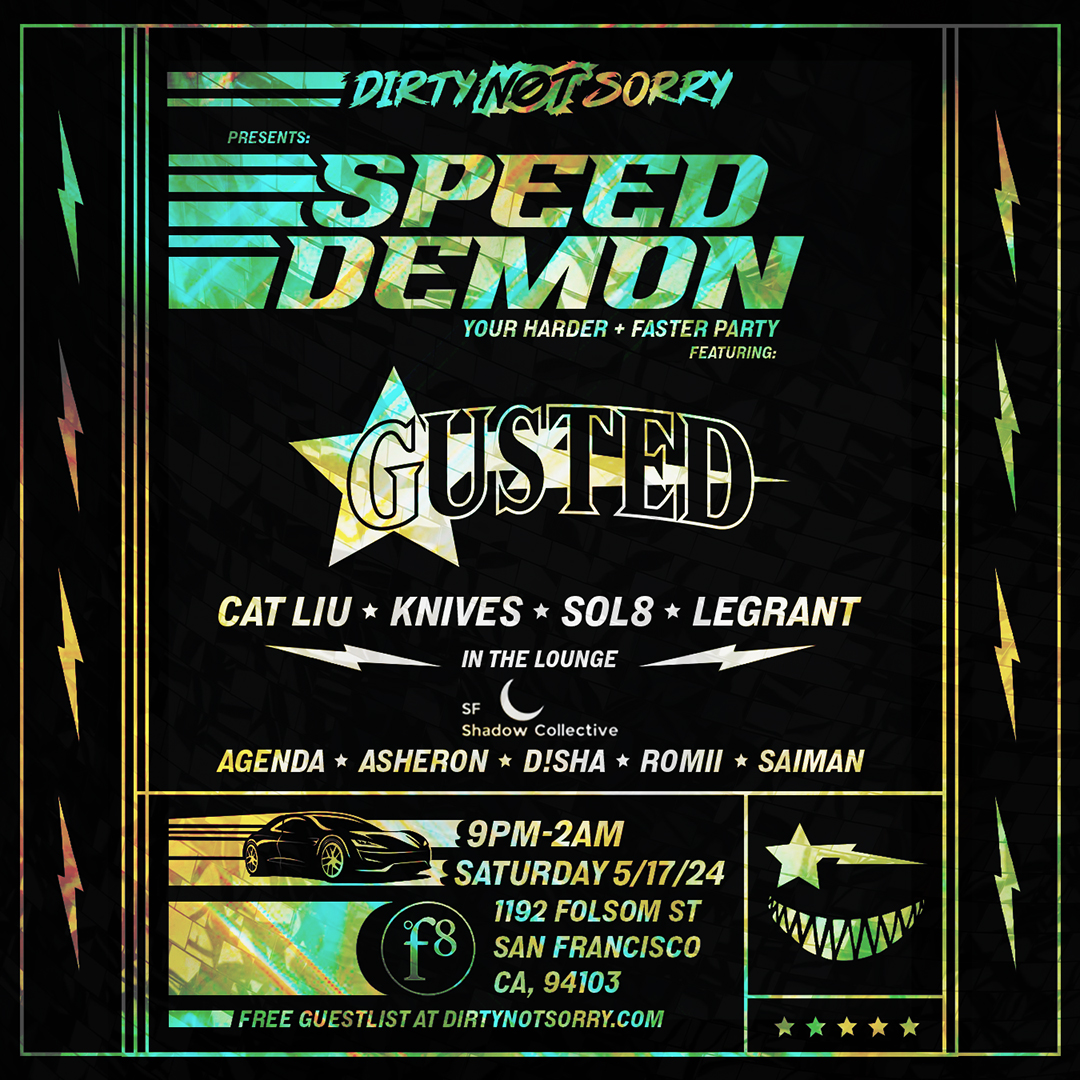 DIRTY NOT SORRY
PRESENTS:
SPEED
DEMON
YOUR HARDER + FASTER PARTY
FEATURING:
GUSTED
CAT LIU ★ KNIVES ★ SOL8 ★ LEGRANT
IN THE LOUNGE
SF
Shadow Collective
AGENDA ★ ASHERON ★ D!SHA ★ ROMII ★ SAIMAN
9PM-2AM
SATURDAY 5/17/24
°f8
1192 FOLSOM ST
SAN FRANCISCO
CA, 94103
FREE GUESTLIST AT DIRTYNOTSORRY.COM